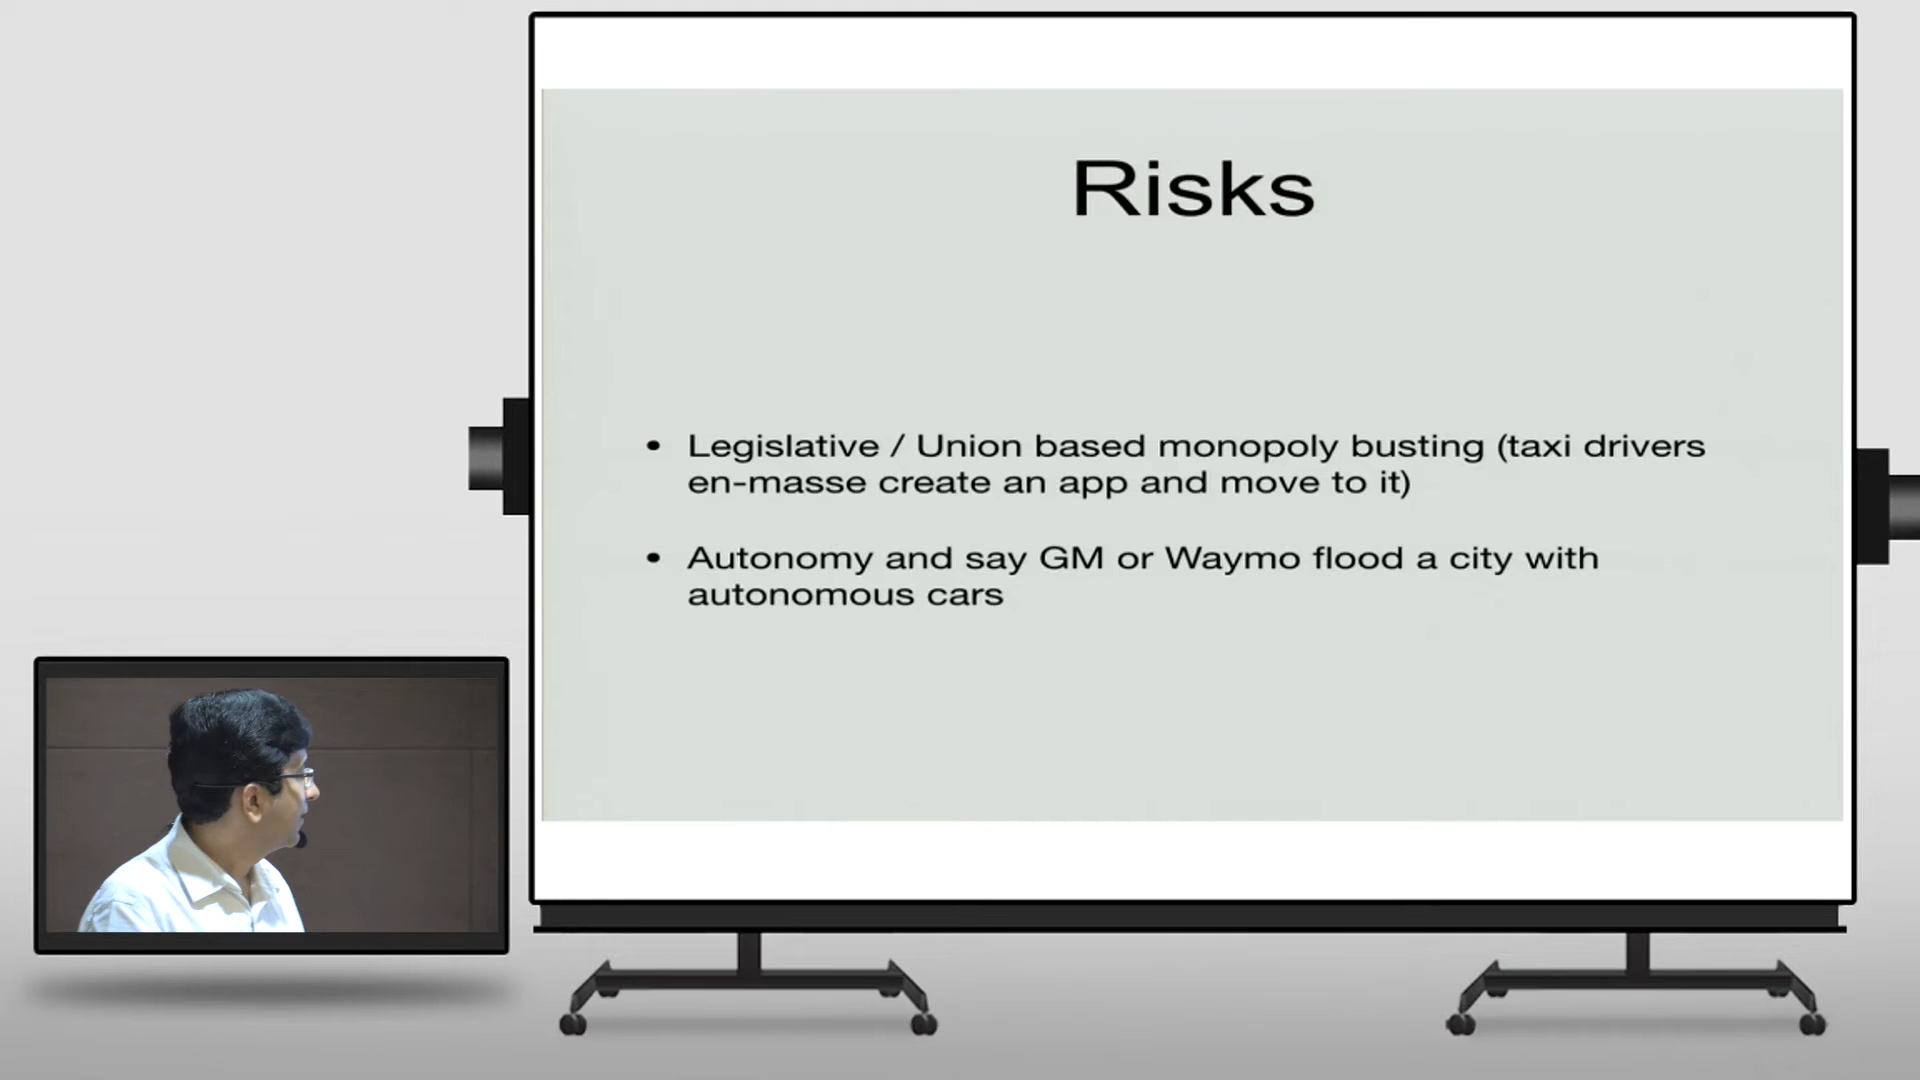 Risks
• Legislative / Union based monopoly busting (taxi drivers
en-masse create an app and move to it)
• Autonomy and say GM or Waymo flood a city with
autonomous cars